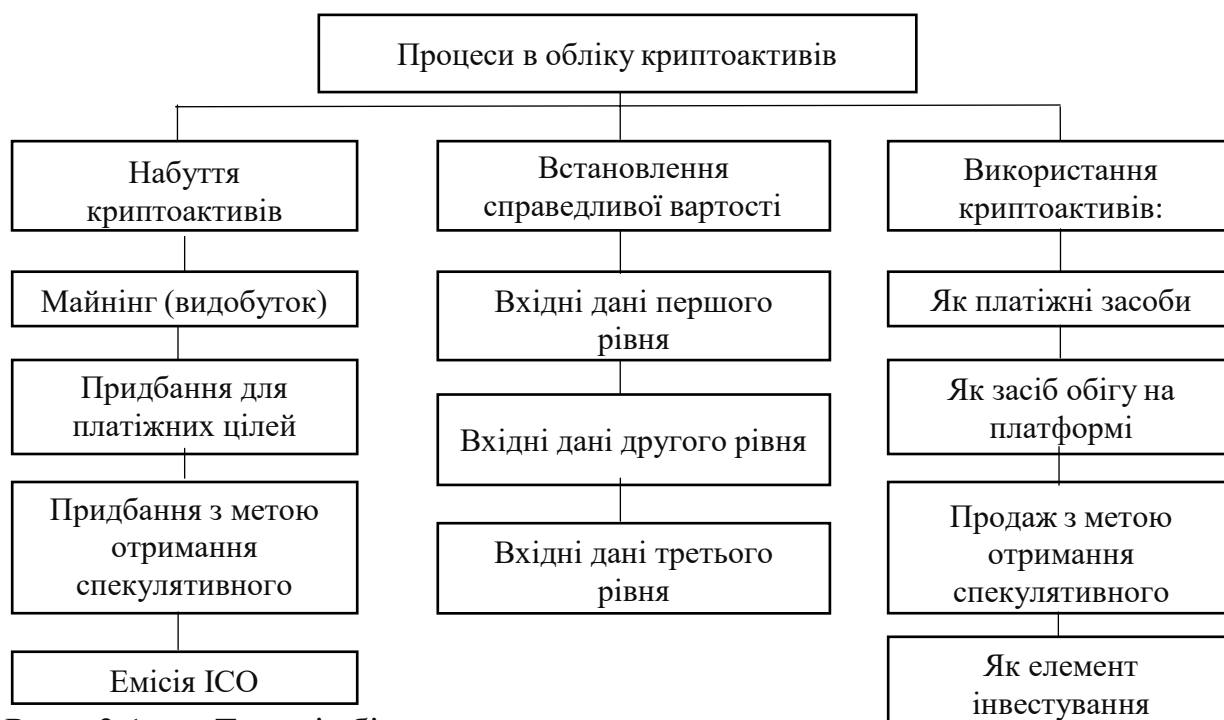 Процеси в обліку криптоактивів
Набуття
криптоактивів
Майнінг (видобуток)
Придбання для
платіжних цілей
Придбання з метою
отримання
спекулятивного
Емісія ICO
Встановлення
справедливої вартості
Вхідні дані першого
рівня
Вхідні дані другого рівня
Вхідні дані третього
рівня
Використання
криптоактивів:
Як платіжні засоби
Як засіб обігу на
платформі
Продаж з метою
отримання
спекулятивного
Як елемент
інвестування